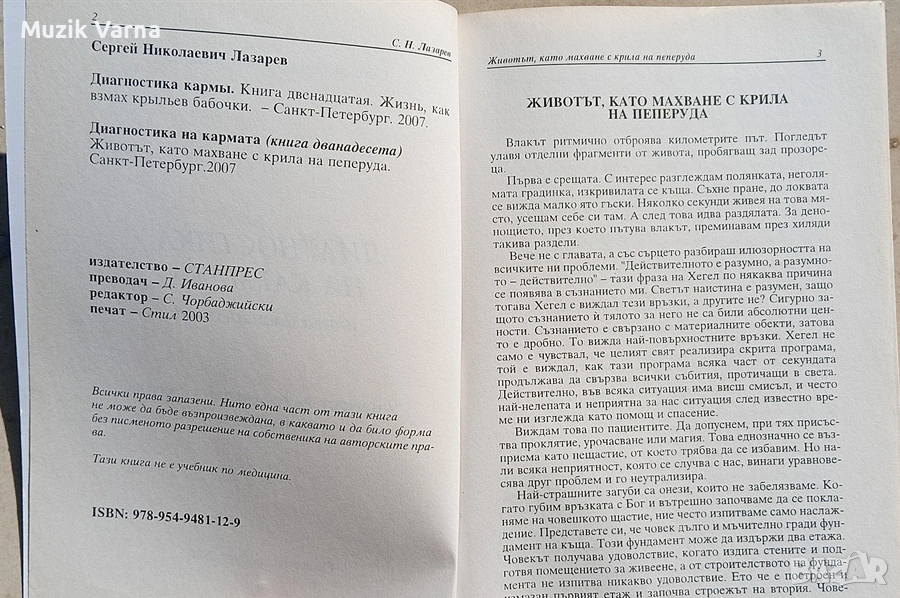 Muzik Varna
2
С. Н. Лазарев
Сергей Николаевич Лазарев
Диагностика кармы. Книга двенадцатая. Жизнь, как
взмах крыльев бабочки. – Санкт-Петербург. 2007.
Диагностика на кармата (книга дванадесета)
Животът, като махване с крила на пеперуда.
Санкт-Петербург.2007
издателство – СТАНПРЕС
преводач – Д. Иванова
редактор – С. Чорбаджийски
печат – Стил 2003
Всички права запазени. Нито една част от тази книга
не може да бъде възпроизвеждана, в каквато и да било форма
без писменото разрешение на собственика на авторските пра-
ва.
Тази книга не е учебник по медицина.
ISBN: 978-954-9481-12-9
Животът, като махване с крила на пеперуда
3
ЖИВОТЪТ, КАТО МАХВАНЕ С КРИЛА
НА ПЕПЕРУДА
Влакът ритмично отброява километрите път. Погледът
улавя отделни фрагменти от живота, пробягващ зад прозоре-
ца.
Първа е срещата. С интерес разглеждам полянката, неголя-
мата градинка, изкривилата се къща. Съхне пране, до локвата
се вижда малко ято гъски. Няколко секунди живея на това мя-
сто, усещам себе си там. А след това идва раздялата. За дено-
нощието, през което пътува влакът, преминавам през хиляди
такива раздели.
Вече не с главата, а със сърцето разбираш илюзорността на
всичките ни проблеми. "Действителното е разумно, а разумно-
то – действително" – тази фраза на Хегел по някаква причина
се появява в съзнанието ми. Светът наистина е разумен, защо
тогава Хегел е виждал тези връзки, а другите не? Сигурно за-
щото съзнанието ѝ тялото за него не са били абсолютни цен-
ности. Съзнанието е свързано с материалните обекти, затова
то е дробно. То вижда най-повърхностните връзки. Хегел не
само е чувствал, че целият свят реализира скрита програма,
той е виждал, как тази програма всяка част от секундата
продължава да свързва всички събития, протичащи в света.
Действително, във всяка ситуация има висш смисъл, и често
най-нелепата и неприятна за нас ситуация след известно вре-
ме ни изглежда като помощ и спасение.
Виждам това по пациентите. Да допуснем, при тях присъс-
тва проклятие, урочасване или магия. Това еднозначно се въз-
приема като нещастие, от което трябва да се избавим. Но на-
ли всяка неприятност, която се случва с нас, винаги уравнове-
сява друг проблем и го неутрализира.
Най-страшните загуби са онези, които не забелязваме. Ко-
гато губим връзката с Бог и вътрешно започваме да се покла-
няме на човешкото щастие, ние често изпитваме само наслаж-
дение. Представете си, че човек дълго и мъчително гради фун-
дамент на къща. Този фундамент може да издържи два етажа.
Човекът получава удоволствие, когато издига стените и под-
готвя помещението за живеене, а от строителството на фунда-
мента не изпитва никакво удоволствие. Ето че е построен и
измазан първият етаж и започва строежът на втория. Чове-
BAZAR